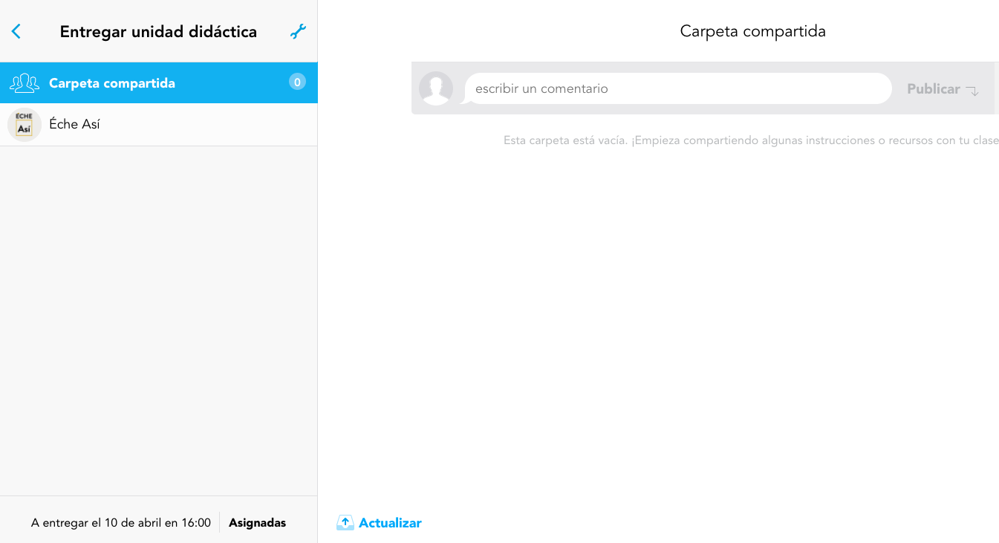 Entregar unidad didáctica
Carpeta compartida
0
ÉCHE
Así
Éche Así
A entregar el 10 de abril en 16:00
Asignadas
Carpeta compartida
escribir un comentario
Publicar
Esta carpeta está vacía. ¡Empieza compartiendo algunas instrucciones o recursos con tu clase
Actualizar